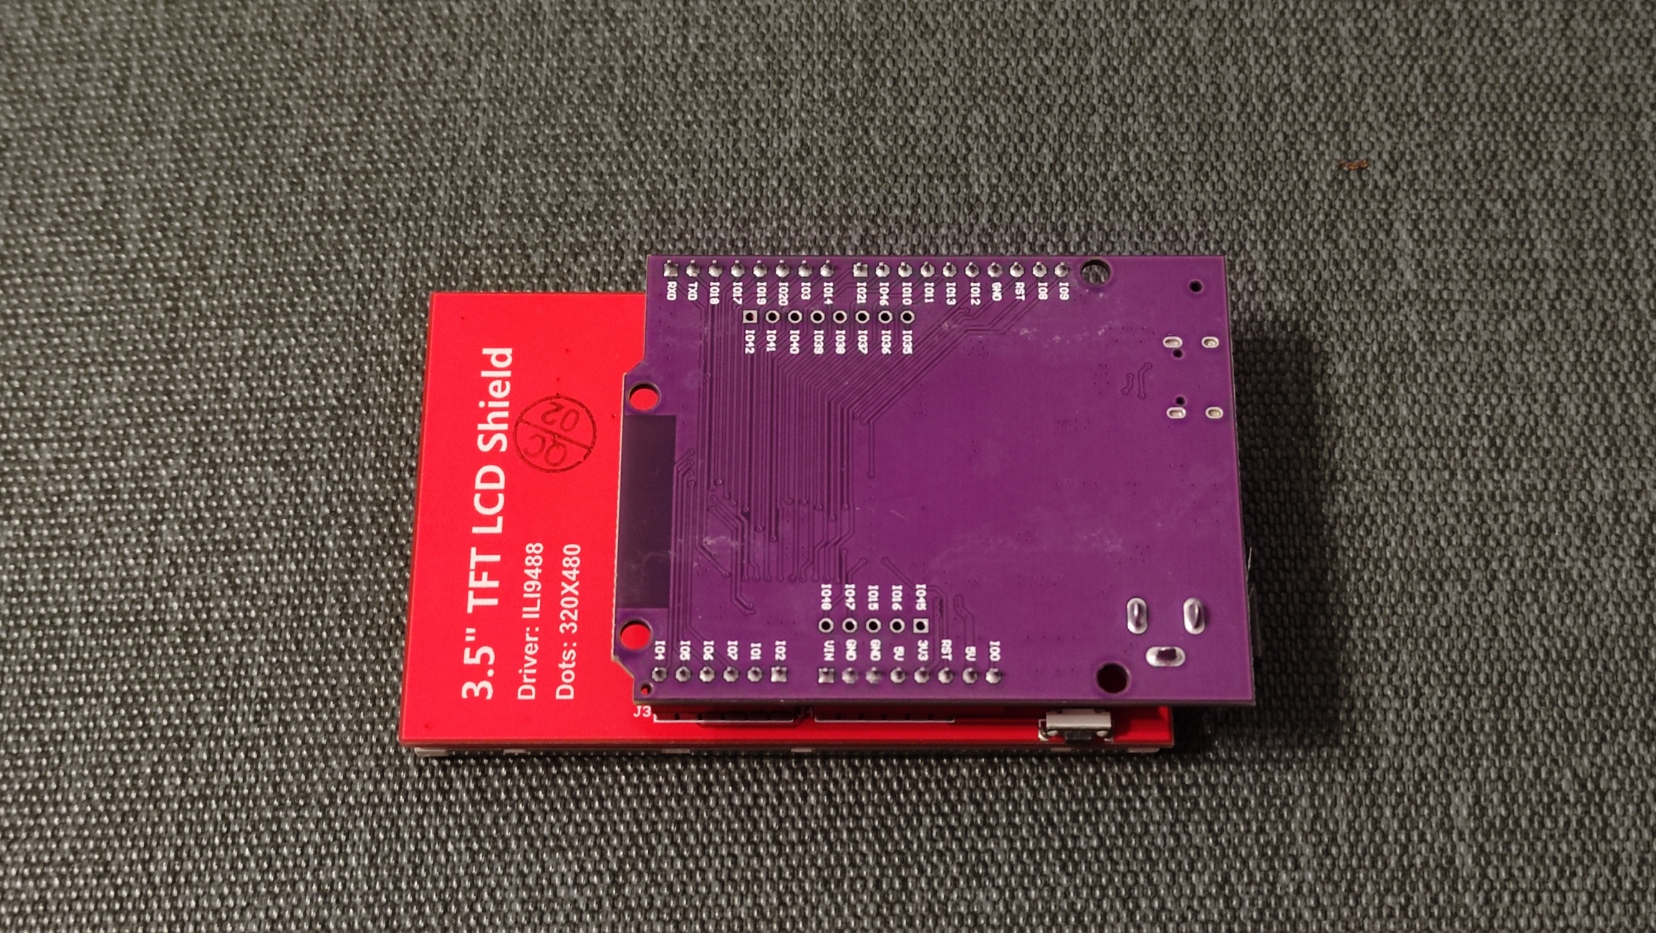 RXD TXD IO18 IO17 IO19 IO20 IO3 IO14 IO21 IO46 IO10 IO11 IO13 IO12 GND RST IO8 IO9
IO42 IO41 IO40 IO39 IO38 IO37 IO36 IO35
3.5" TFT LCD Shield
Driver: ILI9488
Dots: 320X480
QC
02
IO48 IO47 IO15 IO16 IO45
IO4 IO5 IO6 IO7 IO1 IO2 VIN GND GND 5V 3V3 RST 5V IO0
J3